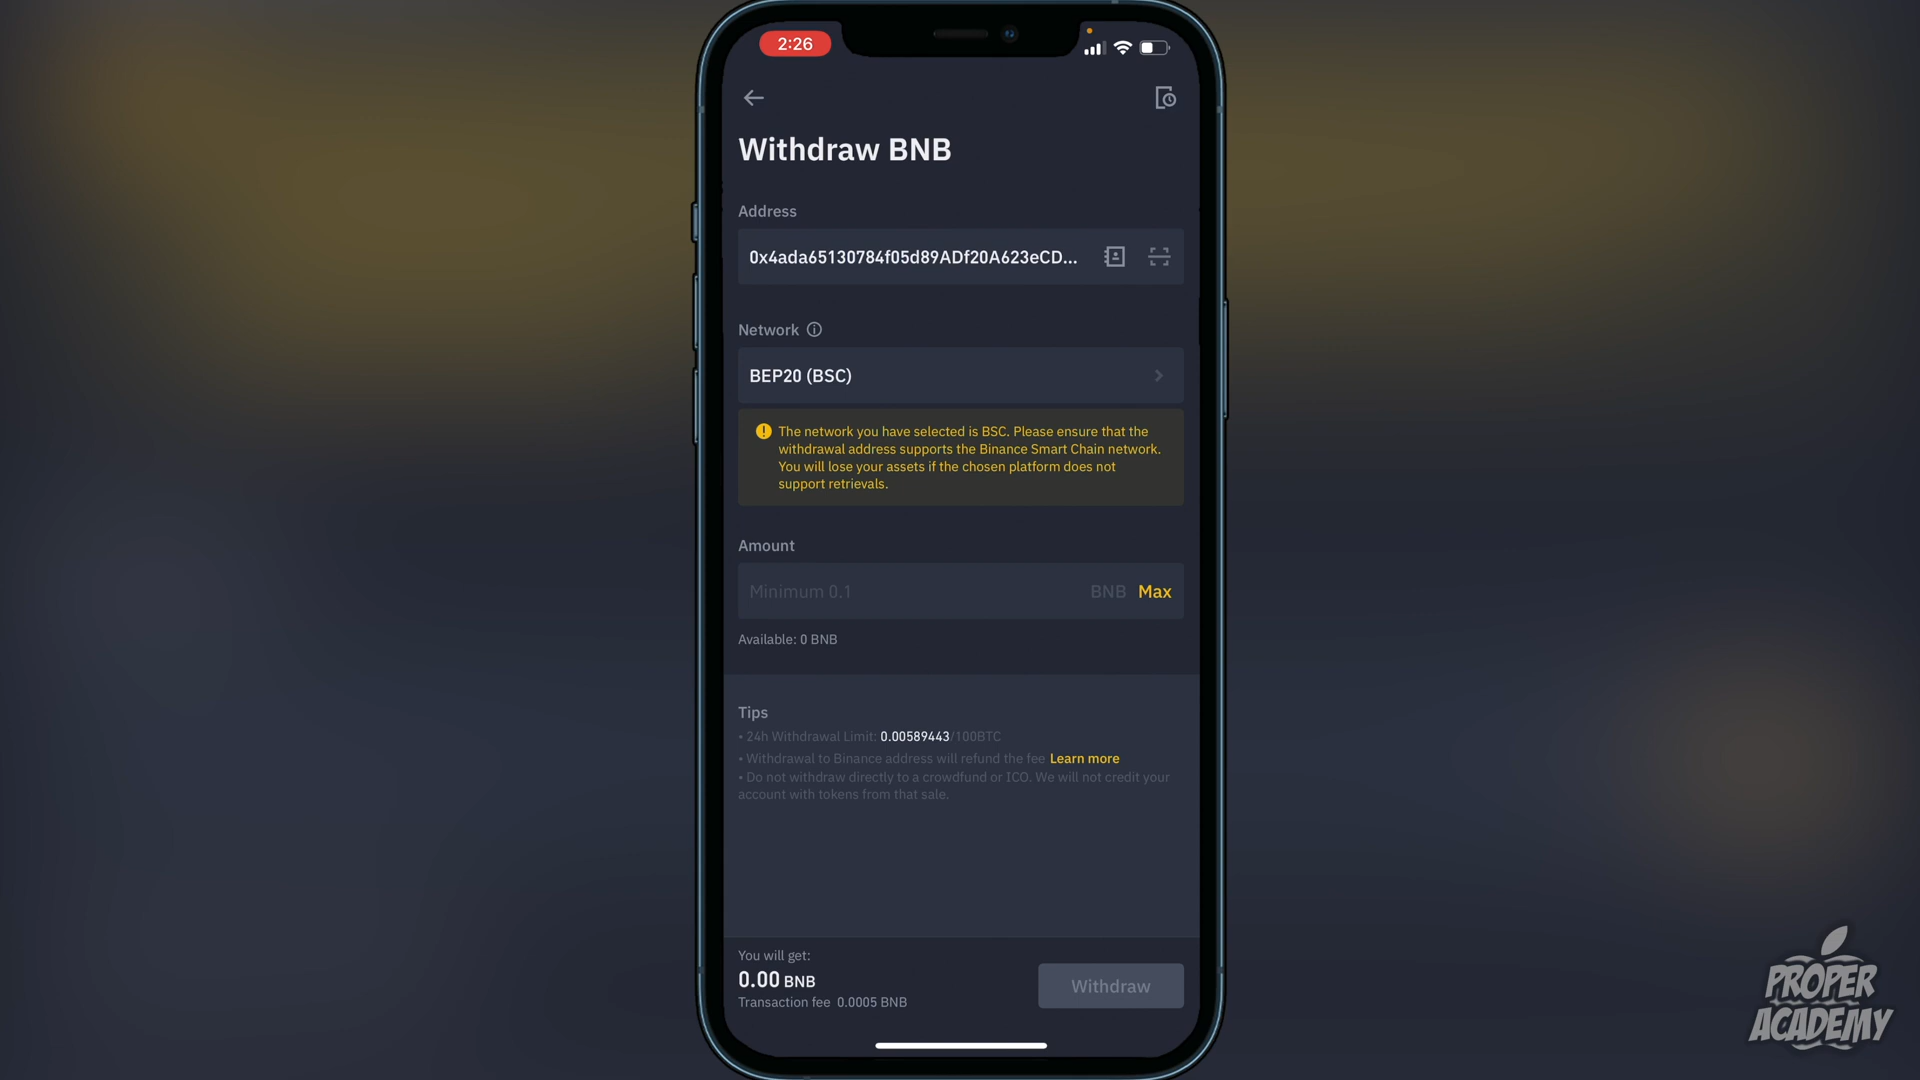 2:26
Withdraw BNB
Address
0x4ada65130784f05d89ADf20A623eCD...
Network
BEP20 (BSC)
The network you have selected is BSC. Please ensure that the
withdrawal address supports the Binance Smart Chain network.
You will lose your assets if the chosen platform does not
support retrievals.
Amount
Minimum 0.1 BNB Max
Available: 0 BNB
Tips
• 24h Withdrawal Limit: 0.00589443/100BTC
• Withdrawal to Binance address will refund the fee Learn more
• Do not withdraw directly to a crowdfund or ICO. We will not credit your
account with tokens from that sale.
You will get:
0.00 BNB
Transaction fee 0.0005 BNB
Withdraw
PROPER
ACADEMY